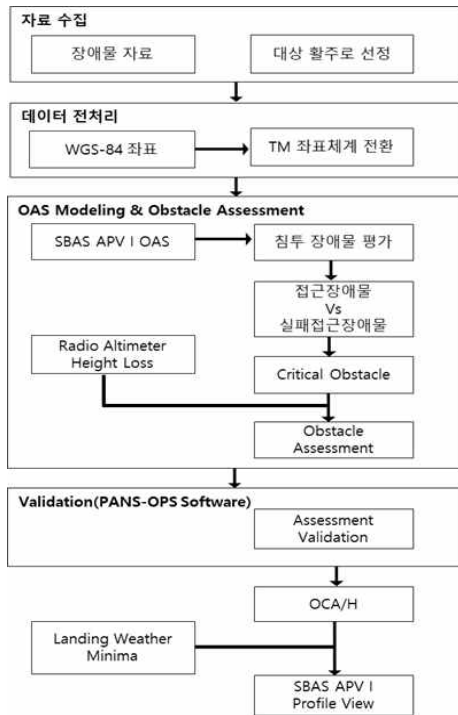 자료 수집
장애물 자료
대상 활주로 선정
데이터 전처리
WGS-84 좌표
TM 좌표체계 전환
OAS Modeling & Obstacle Assessment
SBAS APV I OAS
침투 장애물 평가
접근장애물
Vs
실패접근장애물
Radio Altimeter
Height Loss
Critical Obstacle
Obstacle
Assessment
Validation(PANS-OPS Software)
Assessment
Validation
OCA/H
Landing Weather
Minima
SBAS APV I
Profile View